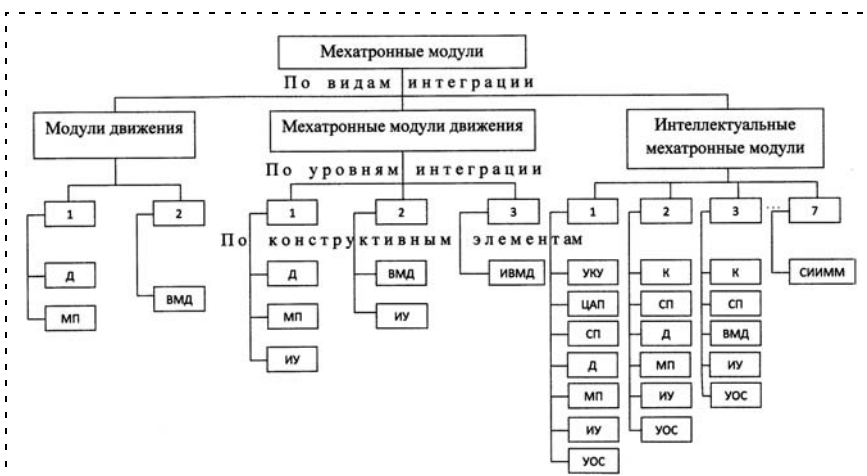 Мехатронные модули
По видам интеграции
Модули движения
Мехатронные модули движения
Интеллектуальные
мехатронные модули
По уровням интеграции
1 2 1 2 3 1 2 3 ... 7
По конструктивным элементам
Д Д ВМД ИВМД УКУ К К СИИММ
МП ВМД МП ИУ ЦАП СП СП
ИУ СП Д ВМД
Д МП ИУ
МП ИУ УОС
ИУ УОС
УОС